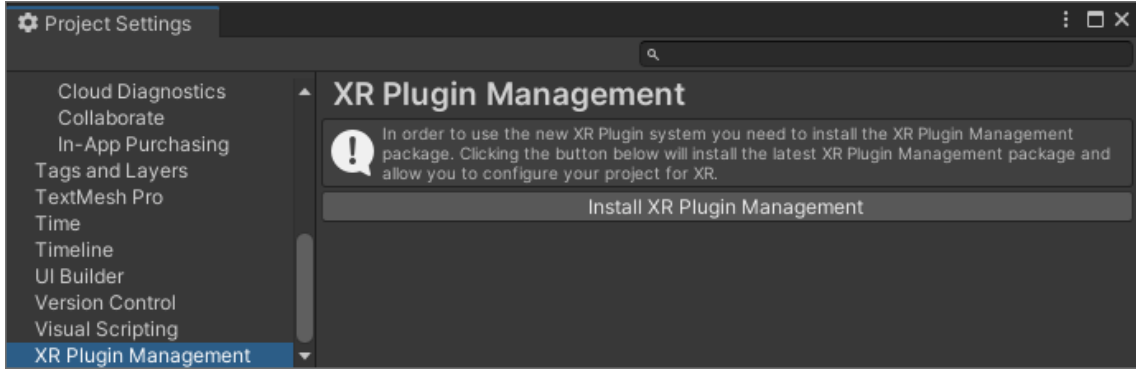 Project Settings
Cloud Diagnostics
Collaborate
In-App Purchasing
Tags and Layers
TextMesh Pro
Time
Timeline
UI Builder
Version Control
Visual Scripting
XR Plugin Management
XR Plugin Management
In order to use the new XR Plugin system you need to install the XR Plugin Management
package. Clicking the button below will install the latest XR Plugin Management package and
allow you to configure your project for XR.
Install XR Plugin Management